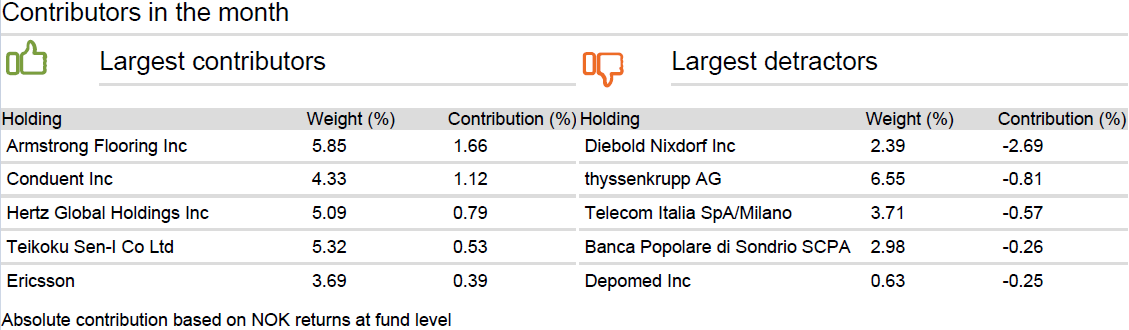 Contributors in the month
Largest contributors Largest detractors
Holding Weight (%) Contribution (%) Holding Weight (%) Contribution (%)
Armstrong Flooring Inc 5.85 1.66 Diebold Nixdorf Inc 2.39 -2.69
Conduent Inc 4.33 1.12 thyssenkrupp AG 6.55 -0.81
Hertz Global Holdings Inc 5.09 0.79 Telecom Italia SpA/Milano 3.71 -0.57
Teikoku Sen-I Co Ltd 5.32 0.53 Banca Popolare di Sondrio SCPA 2.98 -0.26
Ericsson 3.69 0.39 Depomed Inc 0.63 -0.25
Absolute contribution based on NOK returns at fund level